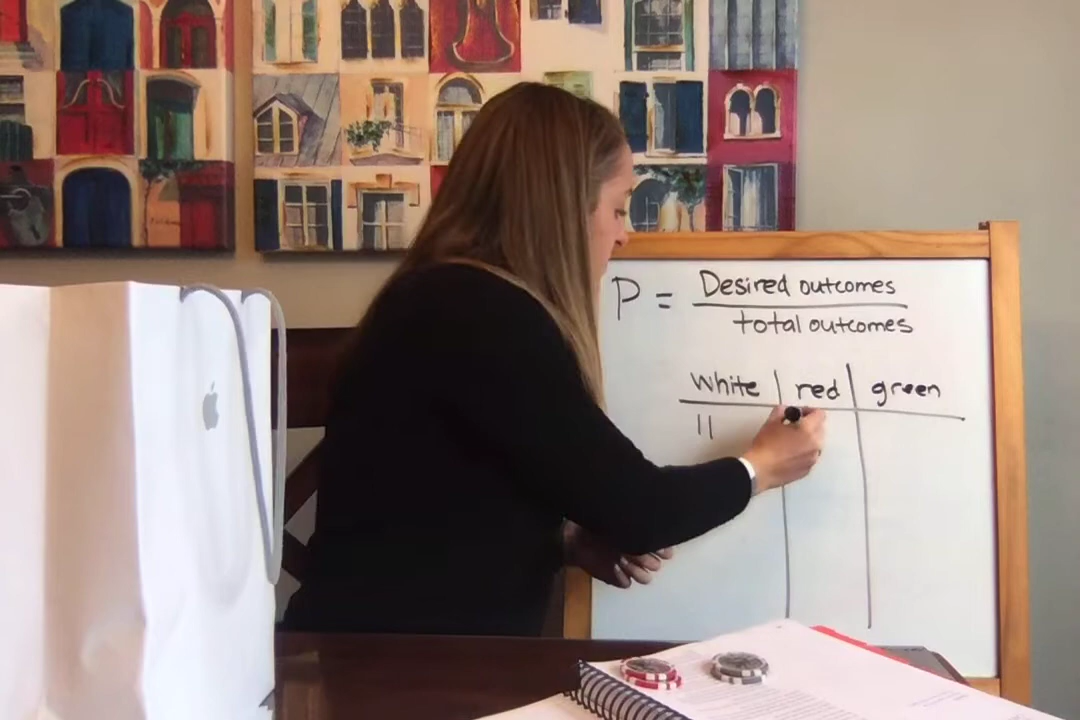 P = Desired outcomes
total outcomes
white | red | green
11